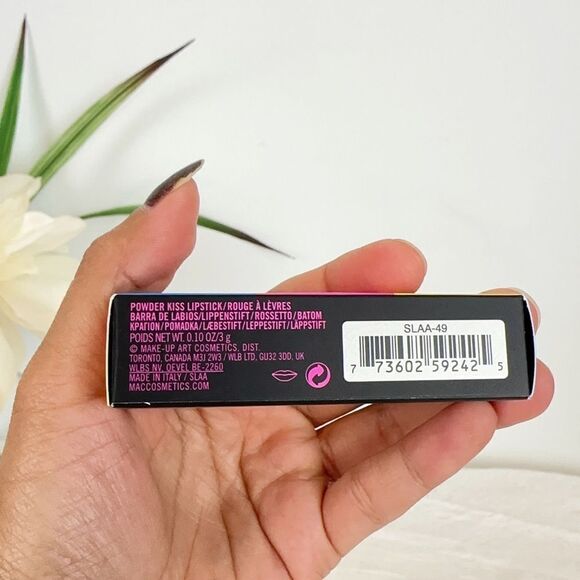 POWDER KISS LIPSTICK/ROUGE À LÈVRES
BARRA DE LABIOS/LIPPENSTIFT/ROSSETTO/BATOM
ΚΡΑΓΙΟΝ/POMADKA/LÆBESTIFT/LEPPESTIFT/LÄPPSTIFT
POIDS NET WT. 0.10 OZ/3 g
© MAKE-UP ART COSMETICS, DIST.
TORONTO, CANADA M3J 2W3 / WLB LTD, GU32 3DD. UK
WLBS NV, OEVEL BE-2260
MADE IN ITALY / SLAA
MACCOSMETICS.COM
SLAA-49
7 73602 59242 5